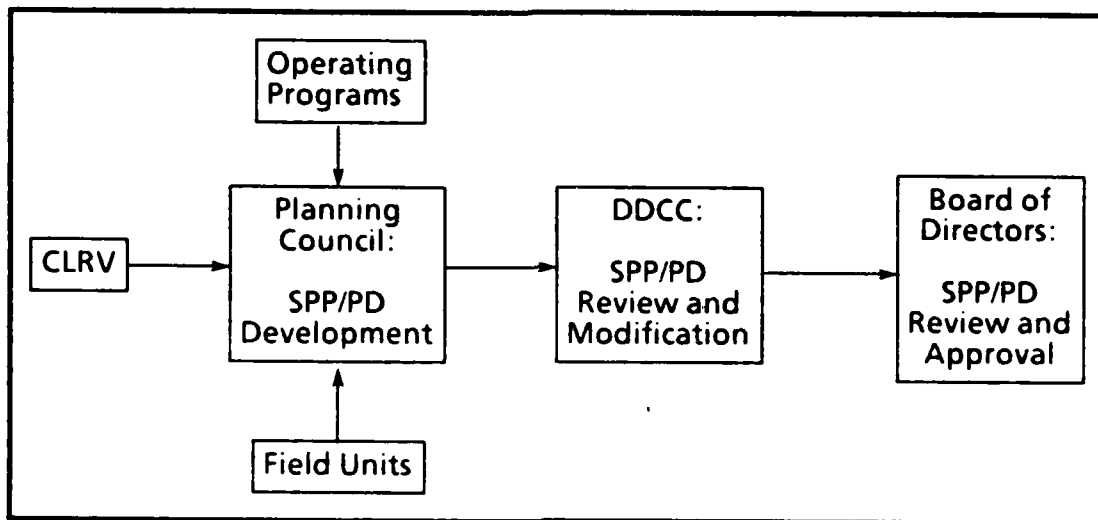 Operating
Programs
CLRV
Planning
Council:
SPP/PD
Development
DDCC:
SPP/PD
Review and
Modification
Board of
Directors:
SPP/PD
Review and
Approval
Field Units